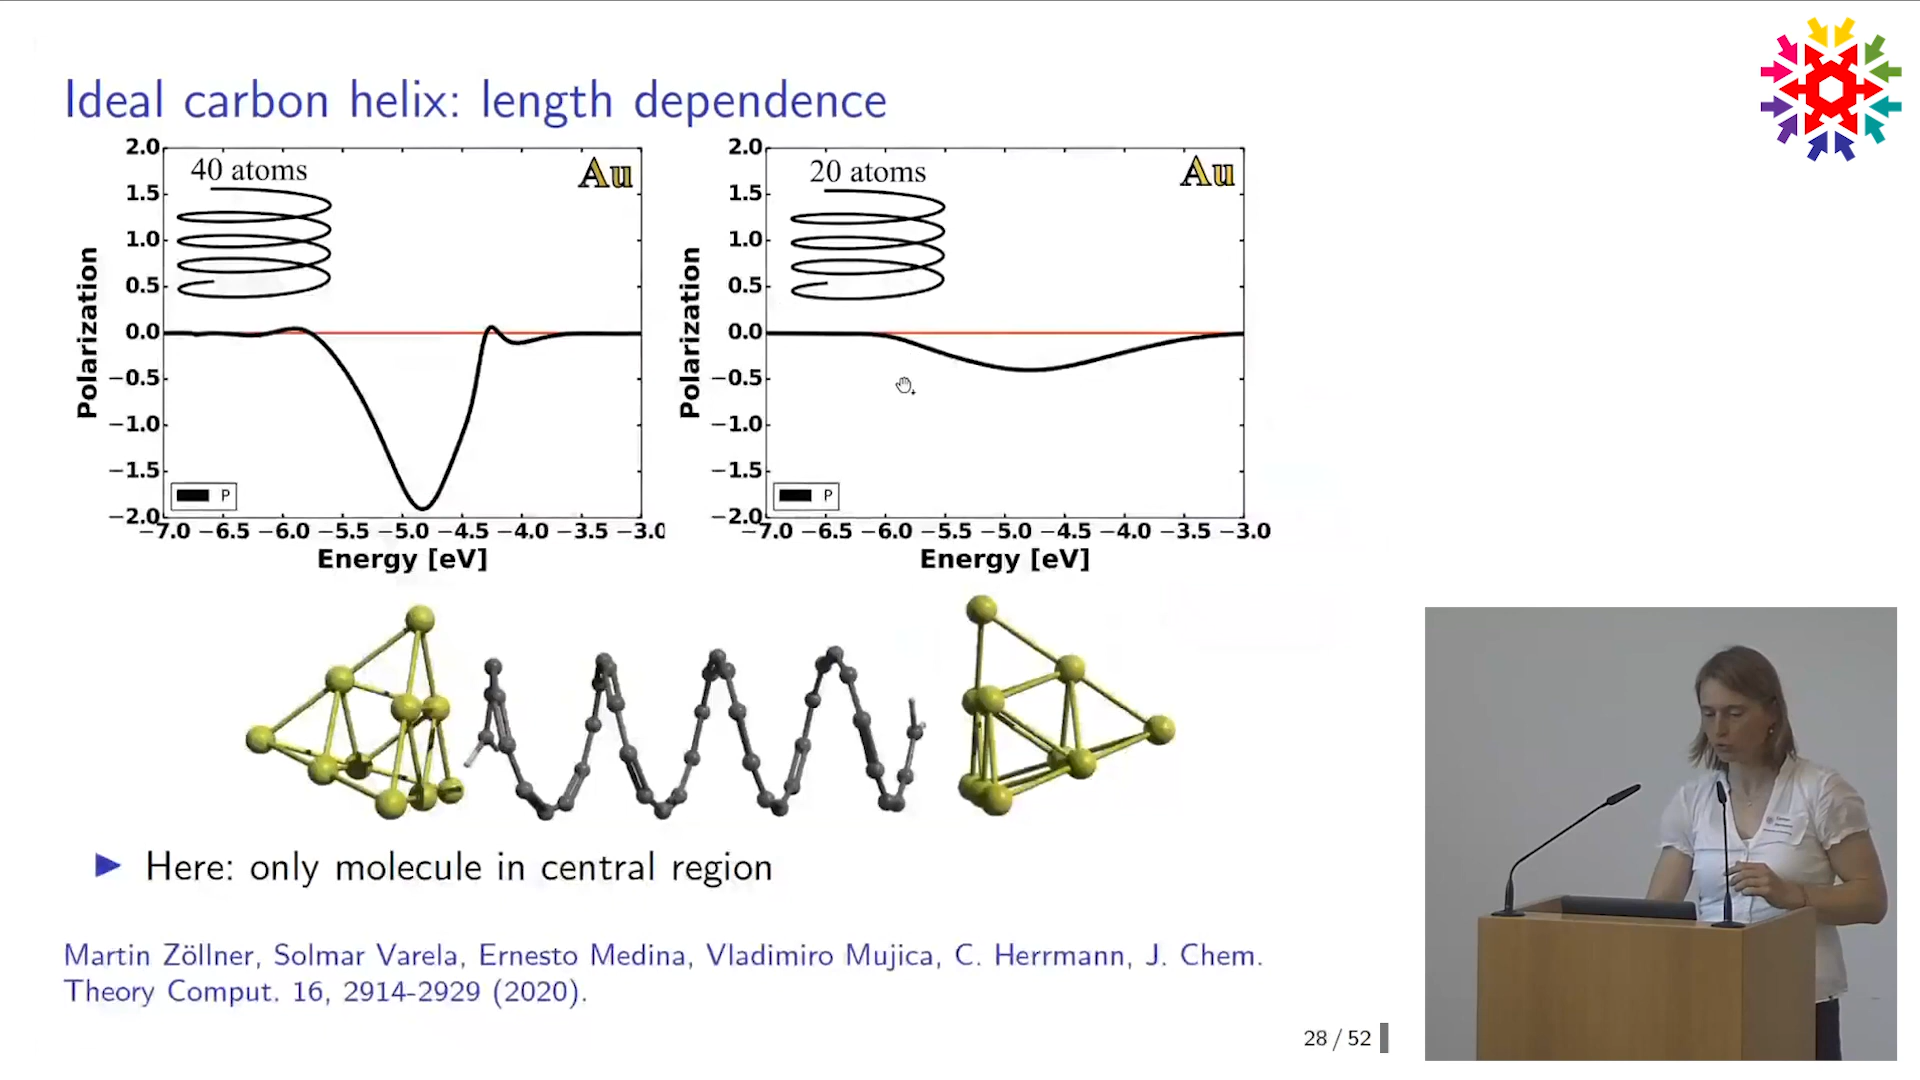 Ideal carbon helix: length dependence
40 atoms
Au
Polarization
2.0
1.5
1.0
0.5
0.0
−0.5
−1.0
−1.5
−2.0
P
−7.0 −6.5 −6.0 −5.5 −5.0 −4.5 −4.0 −3.5 −3.0
Energy [eV]
20 atoms
Au
Polarization
2.0
1.5
1.0
0.5
0.0
−0.5
−1.0
−1.5
−2.0
P
−7.0 −6.5 −6.0 −5.5 −5.0 −4.5 −4.0 −3.5 −3.0
Energy [eV]
Here: only molecule in central region
Martin Zöllner, Solmar Varela, Ernesto Medina, Vladimiro Mujica, C. Herrmann, J. Chem.
Theory Comput. 16, 2914-2929 (2020).
28 / 52